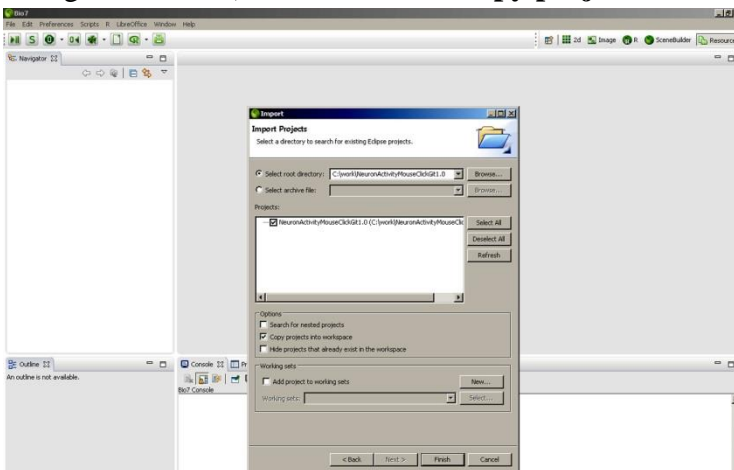 Bio7
File Edit Preferences Scripts R LibreOffice Window Help
2d Image R SceneBuilder Resource
Navigator
Import
Import Projects
Select a directory to search for existing Eclipse projects.
Select root directory: C:\work\NeuronActivityMouseClickGit1.0 Browse...
Select archive file: Browse...
Projects:
NeuronActivityMouseClickGit1.0 (C:\work\NeuronActivityMouseClic Select All
Deselect All
Refresh
Options
Search for nested projects
Copy projects into workspace
Hide projects that already exist in the workspace
Outline
An outline is not available.
Console Pr
Bio7 Console
Working sets
Add project to working sets New...
Working sets: Select...
< Back Next > Finish Cancel